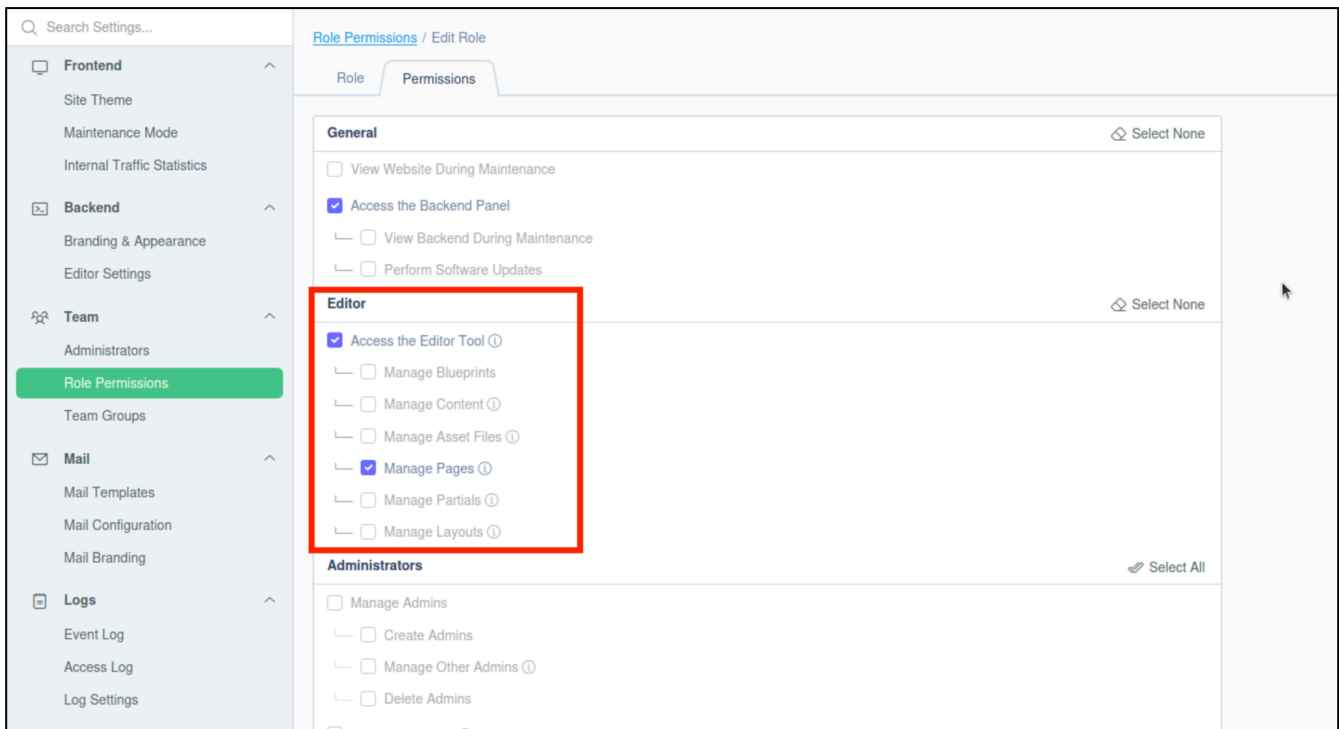 Search Settings...
Frontend
Site Theme
Maintenance Mode
Internal Traffic Statistics
Backend
Branding & Appearance
Editor Settings
Team
Administrators
Role Permissions
Team Groups
Mail
Mail Templates
Mail Configuration
Mail Branding
Logs
Event Log
Access Log
Log Settings
Role Permissions / Edit Role
Role Permissions
General Select None
View Website During Maintenance
Access the Backend Panel
View Backend During Maintenance
Perform Software Updates
Editor Select None
Access the Editor Tool
Manage Blueprints
Manage Content
Manage Asset Files
Manage Pages
Manage Partials
Manage Layouts
Administrators Select All
Manage Admins
Create Admins
Manage Other Admins
Delete Admins